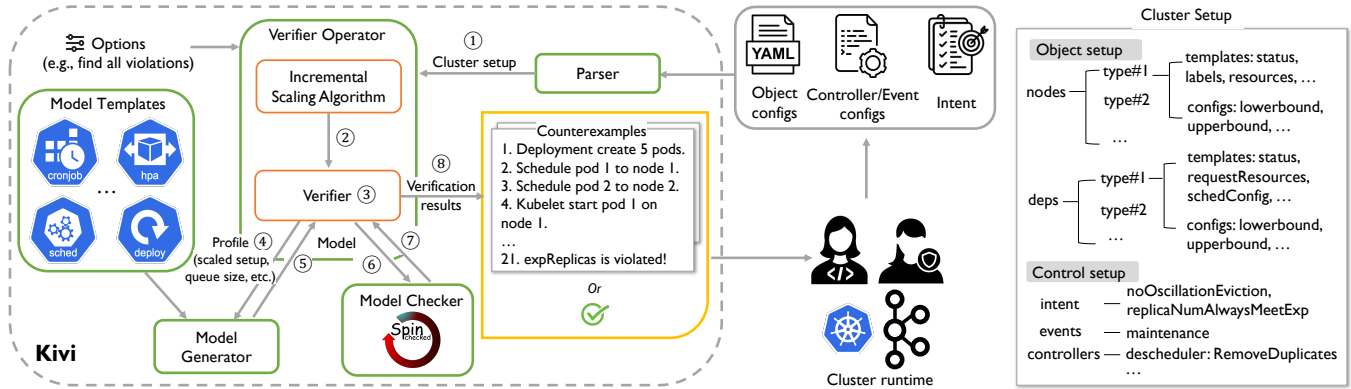 Options
(e.g., find all violations)
Model Templates
cronjob
hpa
...
sched
deploy
Verifier Operator
Incremental
Scaling Algorithm
②
Verifier ③
Profile ④
(scaled setup,
queue size, etc.)
⑤
Model
⑥
⑦
Model
Generator
Model Checker
Spin
checked
Kivi
①
Cluster setup
Parser
⑧
Verification
results
Counterexamples
1. Deployment create 5 pods.
2. Schedule pod 1 to node 1.
3. Schedule pod 2 to node 2.
4. Kubelet start pod 1 on
node 1.
...
21. expReplicas is violated!
Or
YAML
Object
configs
Controller/Event
configs
Intent
</>
Cluster runtime
Cluster Setup
Object setup
nodes
type#1
type#2
...
templates: status,
labels, resources, ...
configs: lowerbound,
upperbound, ...
deps
type#1
type#2
...
templates: status,
requestResources,
schedConfig, ...
configs: lowerbound,
upperbound, ...
Control setup
intent
noOscillationEviction,
replicaNumAlwaysMeetExp
events
maintenance
controllers
descheduler: RemoveDuplicates
...